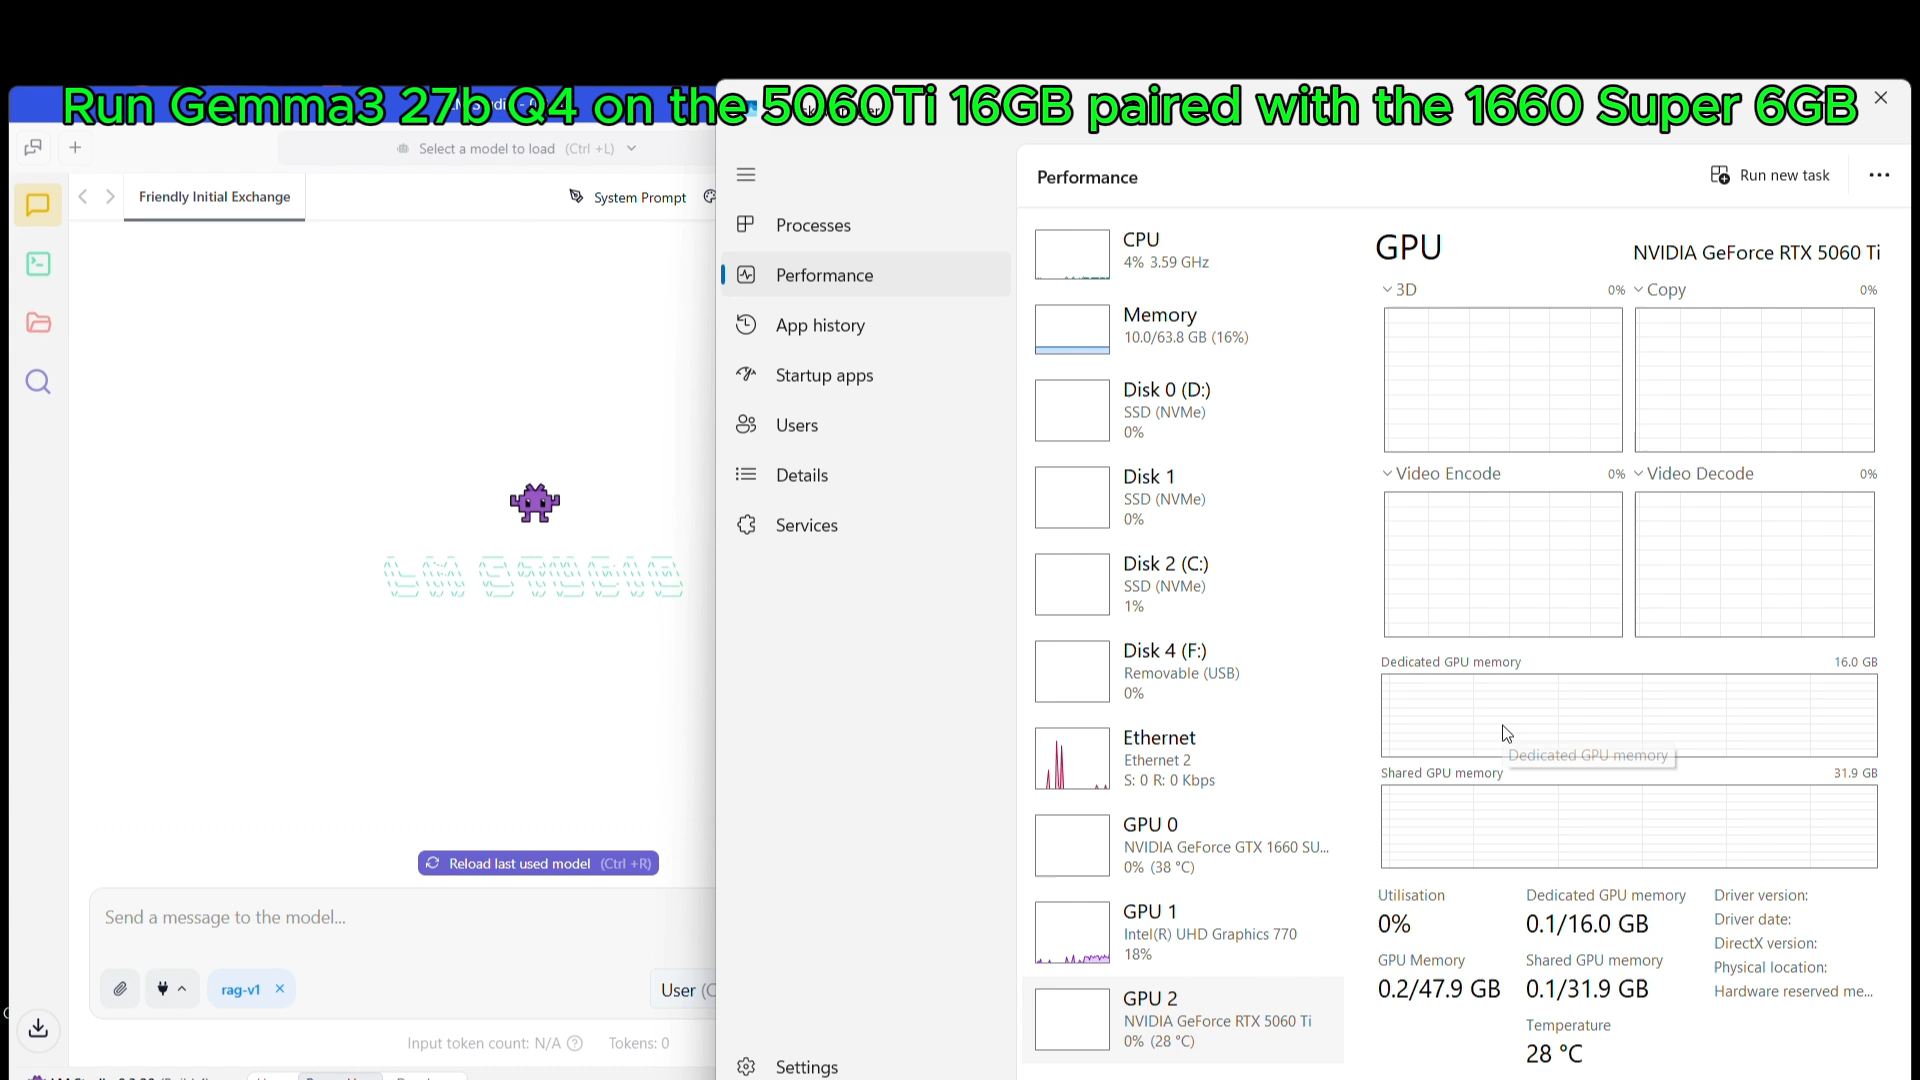 Run Gemma3 27b Q4 on the 5060Ti 16GB paired with the 1660 Super 6GB
Select a model to load (Ctrl +L)
Friendly Initial Exchange
System Prompt
LM STUDIO
Reload last used model (Ctrl +R)
Send a message to the model...
rag-v1
User
Input token count: N/A
Tokens: 0
Processes
Performance
App history
Startup apps
Users
Details
Services
Settings
Performance
Run new task
CPU
4% 3.59 GHz
Memory
10.0/63.8 GB (16%)
Disk 0 (D:)
SSD (NVMe)
0%
Disk 1
SSD (NVMe)
0%
Disk 2 (C:)
SSD (NVMe)
1%
Disk 4 (F:)
Removable (USB)
0%
Ethernet
Ethernet 2
S: 0 R: 0 Kbps
GPU 0
NVIDIA GeForce GTX 1660 SU...
0% (38 °C)
GPU 1
Intel(R) UHD Graphics 770
18%
GPU 2
NVIDIA GeForce RTX 5060 Ti
0% (28 °C)
GPU
NVIDIA GeForce RTX 5060 Ti
3D 0%
Copy 0%
Video Encode 0%
Video Decode 0%
Dedicated GPU memory 16.0 GB
Dedicated GPU memory
Shared GPU memory 31.9 GB
Utilisation
0%
Dedicated GPU memory
0.1/16.0 GB
GPU Memory
0.2/47.9 GB
Shared GPU memory
0.1/31.9 GB
Temperature
28 °C
Driver version:
Driver date:
DirectX version:
Physical location:
Hardware reserved me...